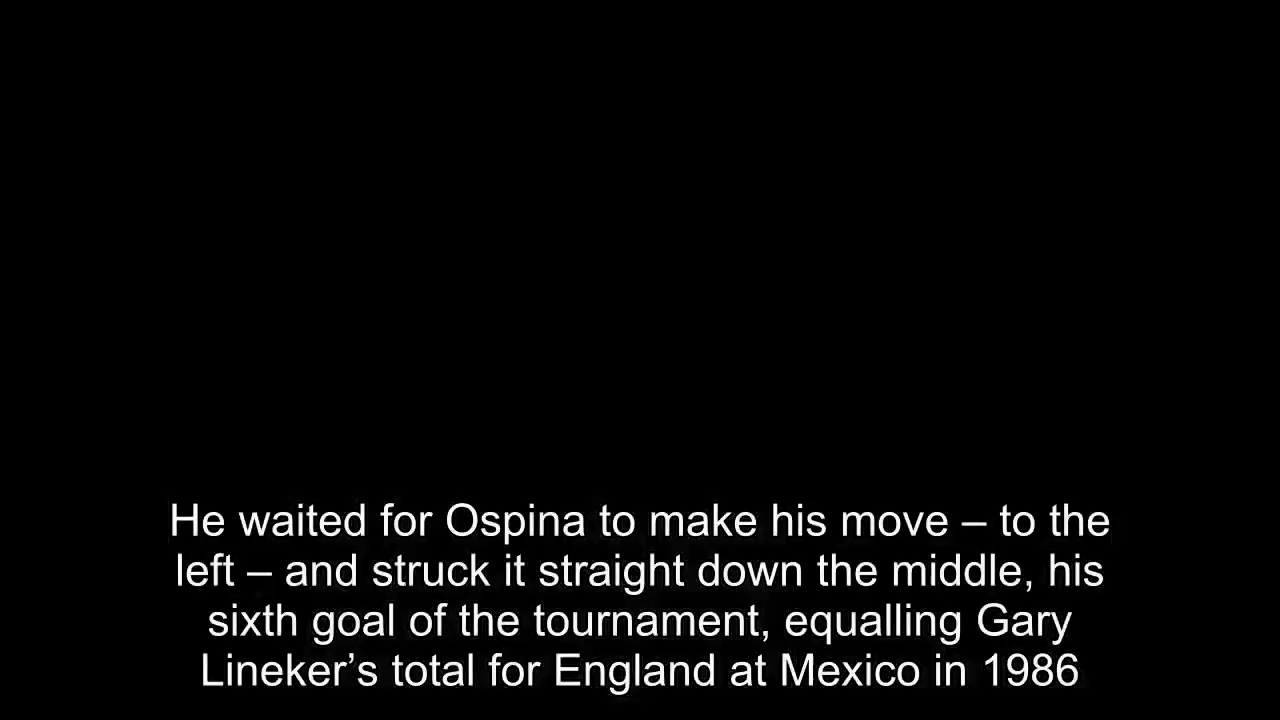 He waited for Ospina to make his move – to the
left – and struck it straight down the middle, his
sixth goal of the tournament, equalling Gary
Lineker’s total for England at Mexico in 1986